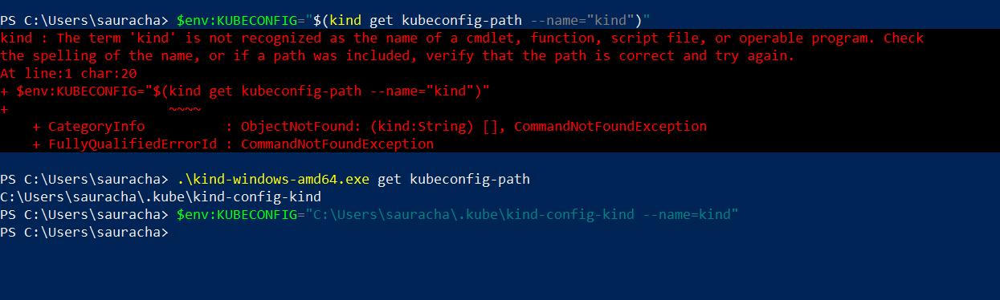 PS C:\Users\sauracha> $env:KUBECONFIG="$(kind get kubeconfig-path --name="kind")"
kind : The term 'kind' is not recognized as the name of a cmdlet, function, script file, or operable program. Check
the spelling of the name, or if a path was included, verify that the path is correct and try again.
At line:1 char:20
+ $env:KUBECONFIG="$(kind get kubeconfig-path --name="kind")"
+                    ~~~~
    + CategoryInfo          : ObjectNotFound: (kind:String) [], CommandNotFoundException
    + FullyQualifiedErrorId : CommandNotFoundException
PS C:\Users\sauracha> .\kind-windows-amd64.exe get kubeconfig-path
C:\Users\sauracha\.kube\kind-config-kind
PS C:\Users\sauracha> $env:KUBECONFIG="C:\Users\sauracha\.kube\kind-config-kind --name=kind"
PS C:\Users\sauracha>